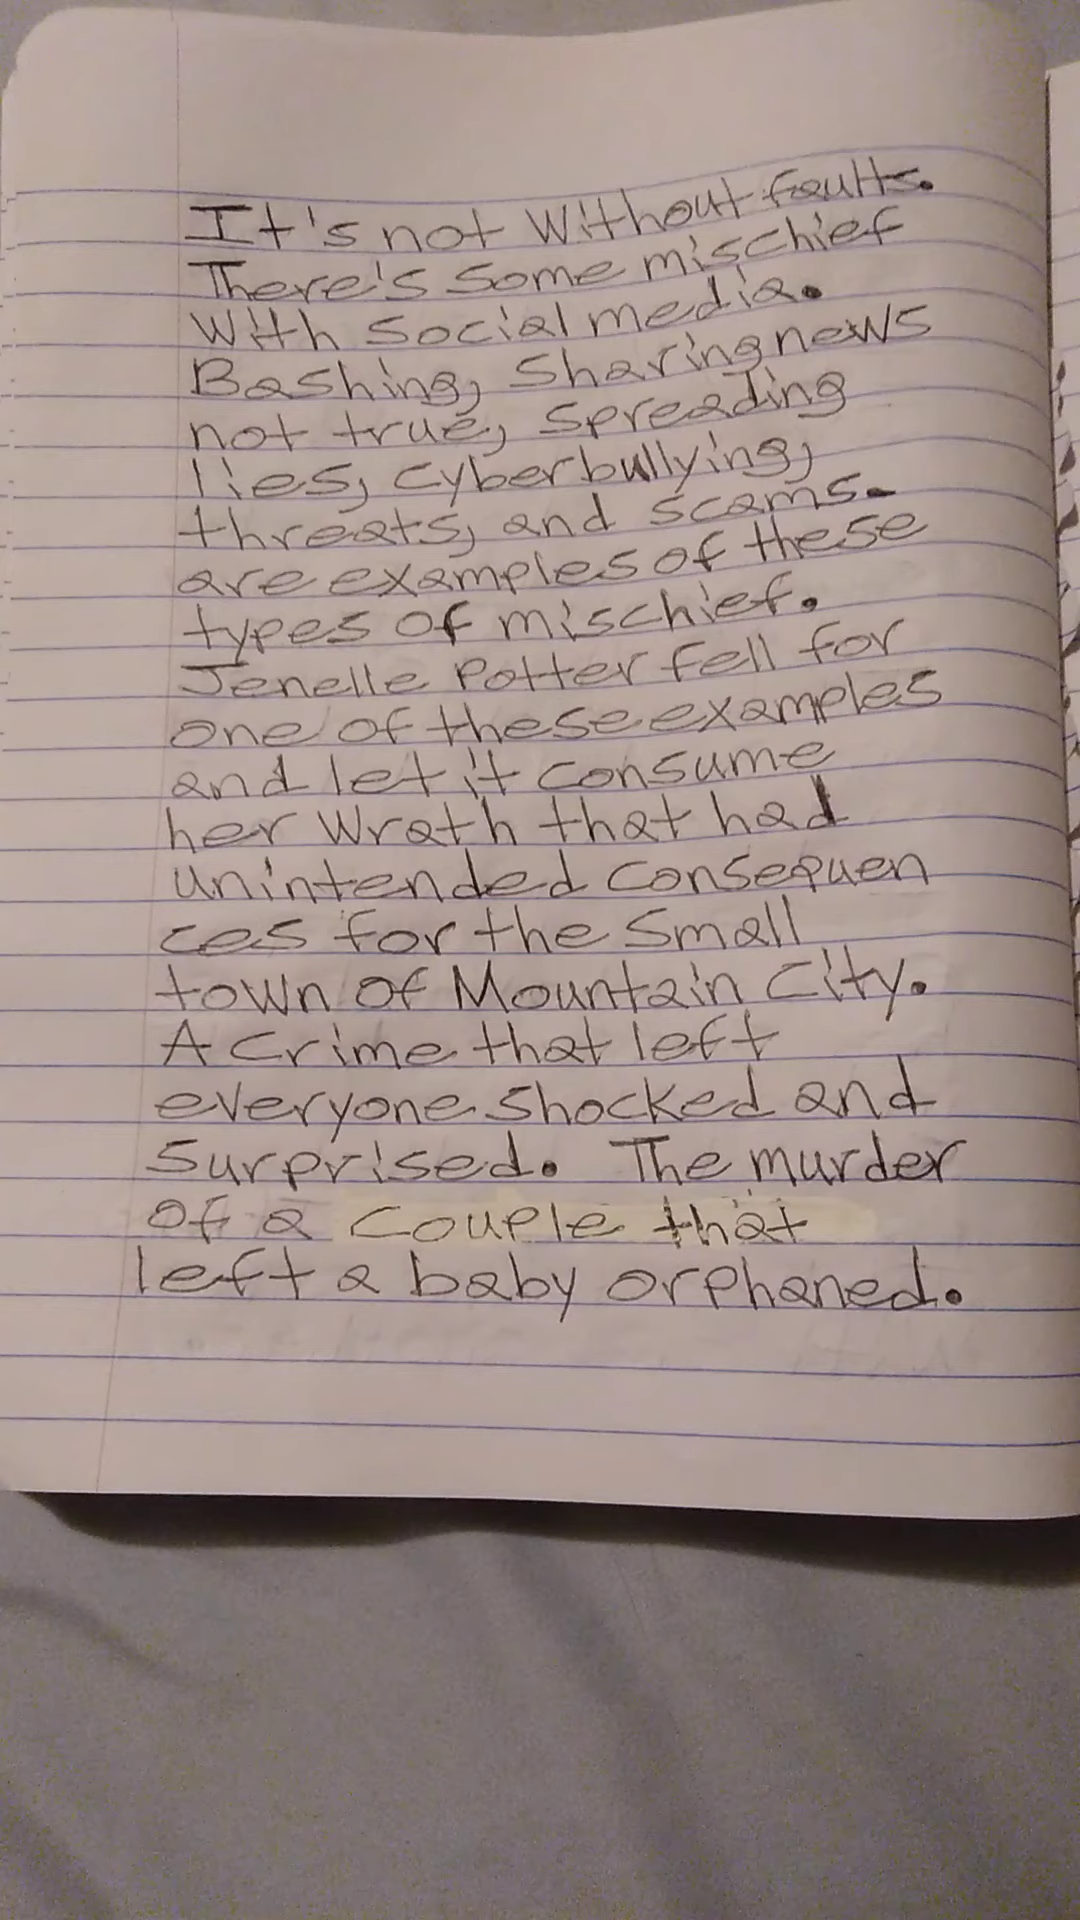 It's not without faults.
There's some mischief
with social media.
Bashing, sharing news
not true, spreading
lies, cyberbullying,
threats, and scams.
are examples of these
types of mischief.
Jenelle Potter fell for
one of these examples
and let it consume
her wrath that had
unintended consequen
ces for the small
town of Mountain City.
A crime that left
everyone shocked and
surprised. The murder
of a couple that
left a baby orphaned.